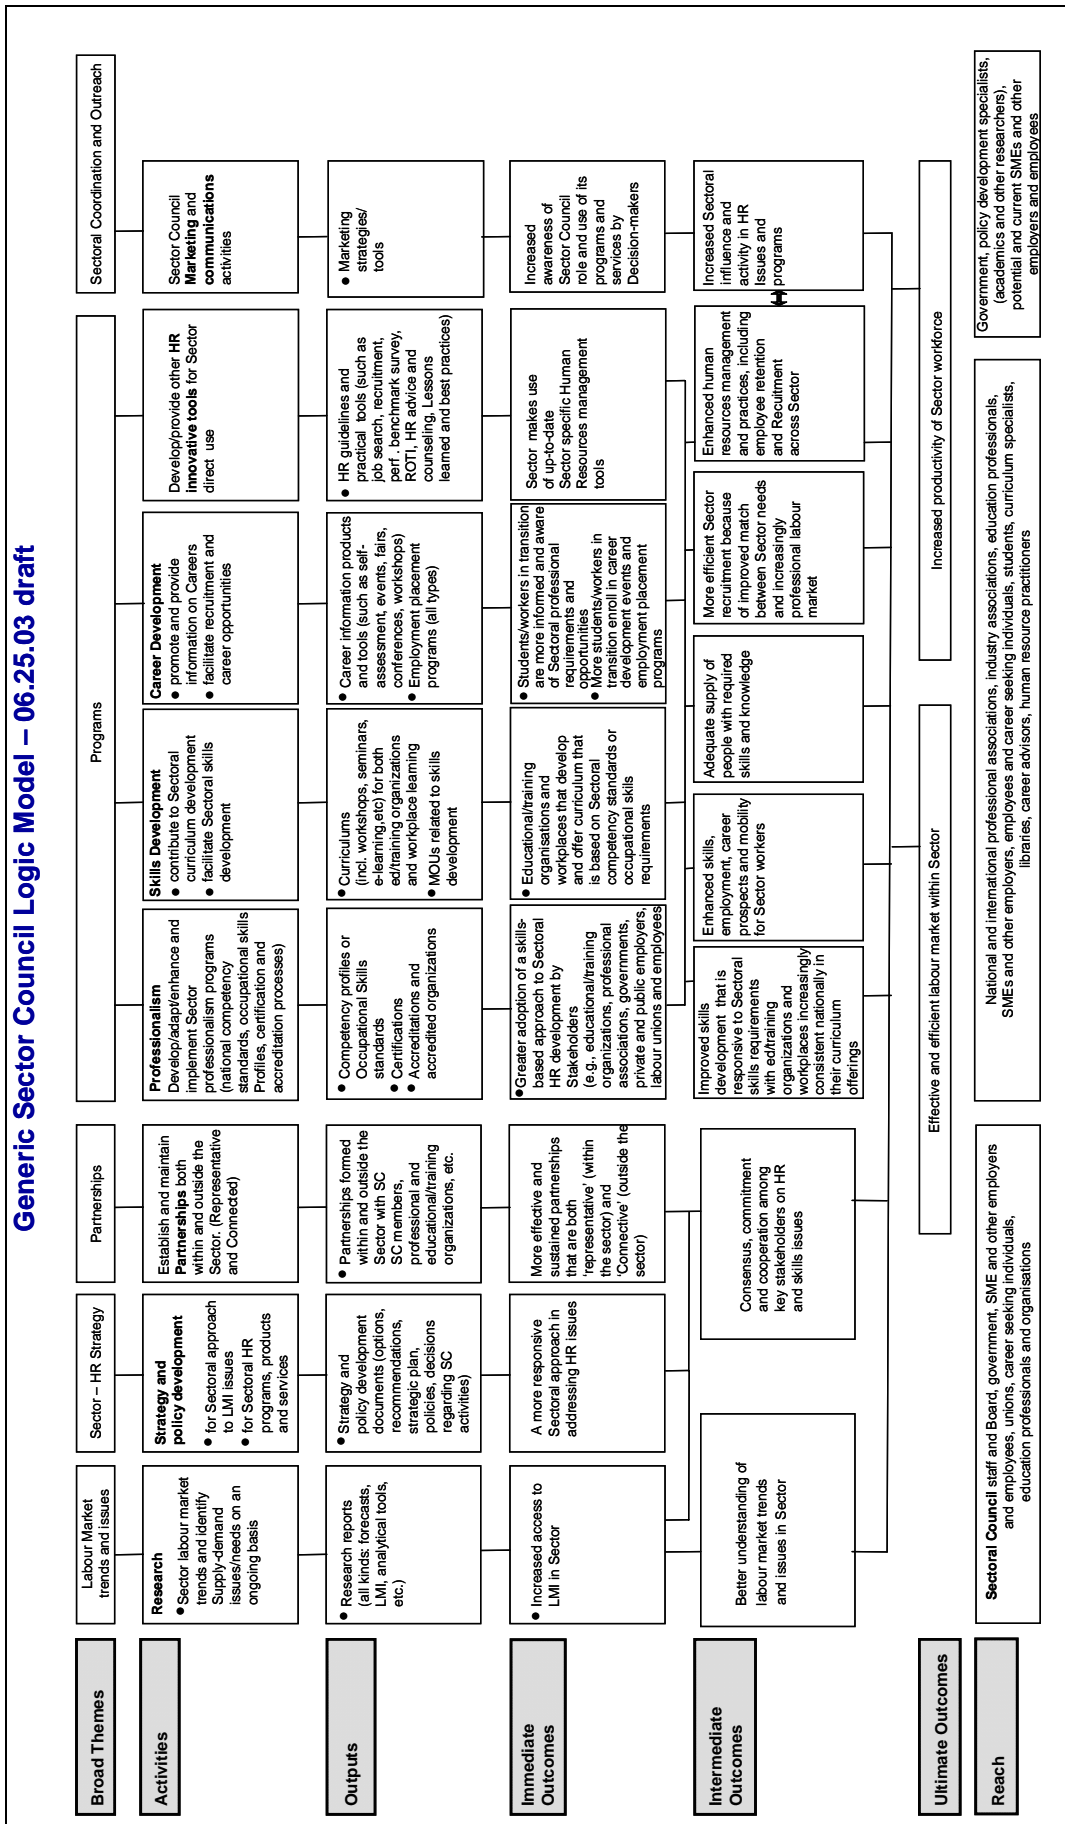 Generic Sector Council Logic Model – 06.25.03 draft
Broad Themes
Labour Market
trends and issues
Sector – HR Strategy
Partnerships
Programs
Sectoral Coordination and Outreach
Activities
Research
● Sector labour market
trends and identify
Supply-demand
issues/needs on an
ongoing basis
Strategy and
policy development
● for Sectoral approach
to LMI issues
● for Sectoral HR
programs, products
and services
Establish and maintain
Partnerships both
within and outside the
Sector. (Representative
and Connected)
Professionalism
Develop/adapt/enhance and
implement Sector
professionalism programs
(national competency
standards, occupational skills
Profiles, certification and
accreditation processes)
Skills Development
● contribute to Sectoral
curriculum development
● facilitate Sectoral skills
development
Career Development
● promote and provide
information on Careers
● facilitate recruitment and
career opportunities
Develop/provide other HR
innovative tools for Sector
direct use
Sector Council
Marketing and
communications
activities
Outputs
● Research reports
(all kinds: forecasts,
LMI, analytical tools,
etc.)
● Strategy and
policy development
documents (options,
recommendations,
strategic plan,
policies, decisions
regarding SC
activities)
● Partnerships formed
within and outside the
Sector with SC
SC members,
professional and
educational/training
organizations, etc.
● Competency profiles or
Occupational Skills
standards
● Certifications
● Accreditations and
accredited organizations
● Curriculums
(incl. workshops, seminars,
e-learning,etc) for both
ed/training organizations
and workplace learning
● MOUs related to skills
development
● Career information products
and tools (such as self-
assessment, events, fairs,
conferences, workshops)
● Employment placement
programs (all types)
● HR guidelines and
practical tools (such as
job search, recruitment,
perf . benchmark survey,
ROTI, HR advice and
counseling, Lessons
learned and best practices)
● Marketing
strategies/
tools
Immediate
Outcomes
● Increased access to
LMI in Sector
A more responsive
Sectoral approach in
addressing HR issues
More effective and
sustained partnerships
that are both
'representative' (within
the sector) and
'Connective' (outside the
sector)
● Greater adoption of a skills-
based approach to Sectoral
HR development by
Stakeholders
(e.g., educational/training
organizations, professional
associations, governments,
private and public employers,
labour unions and employees
● Educational/training
organisations and
workplaces that develop
and offer curriculum that
is based on Sectoral
competency standards or
occupational skils
requirements
● Students/workers in transition
are more informed and aware
of Sectoral professional
requirements and
opportunities
● More students/workers in
transition enroll in career
development events and
employment placement
programs
Sector makes use
of up-to-date
Sector specific Human
Resources management
tools
Increased
awareness of
Sector Council
role and use of its
programs and
services by
Decision-makers
Intermediate
Outcomes
Better understanding of
labour market trends
and issues in Sector
Consensus, commitment
and cooperation among
key stakeholders on HR
and skills issues
Improved skills
development that is
responsive to Sectoral
skills requirements
with ed/training
organizations and
workplaces increasingly
consistent nationally in
their curriculum
offerings
Enhanced skills,
employment, career
prospects and mobility
for Sector workers
Adequate supply of
people with required
skills and knowledge
More efficient Sector
recruitment because
of improved match
between Sector needs
and increasingly
professional labour
market
Enhanced human
resources management
and practices, including
employee retention
and Recuitment
across Sector
Increased Sectoral
influence and
activity in HR
Issues and
programs
Ultimate Outcomes
Effective and efficient labour market within Sector
Increased productivity of Sector workforce
Reach
Sectoral Council staff and Board, government, SME and other employers
and employees, unions, career seeking individuals,
education professionals and organisations
National and international professional associations, industry associations, education professionals,
SMEs and other employers, employees and career seeking individuals, students, curriculum specialists,
libraries, career advisors, human resource practitioners
Government, policy development specialists,
(academics and other researchers),
potential and current SMEs and other
employers and employees